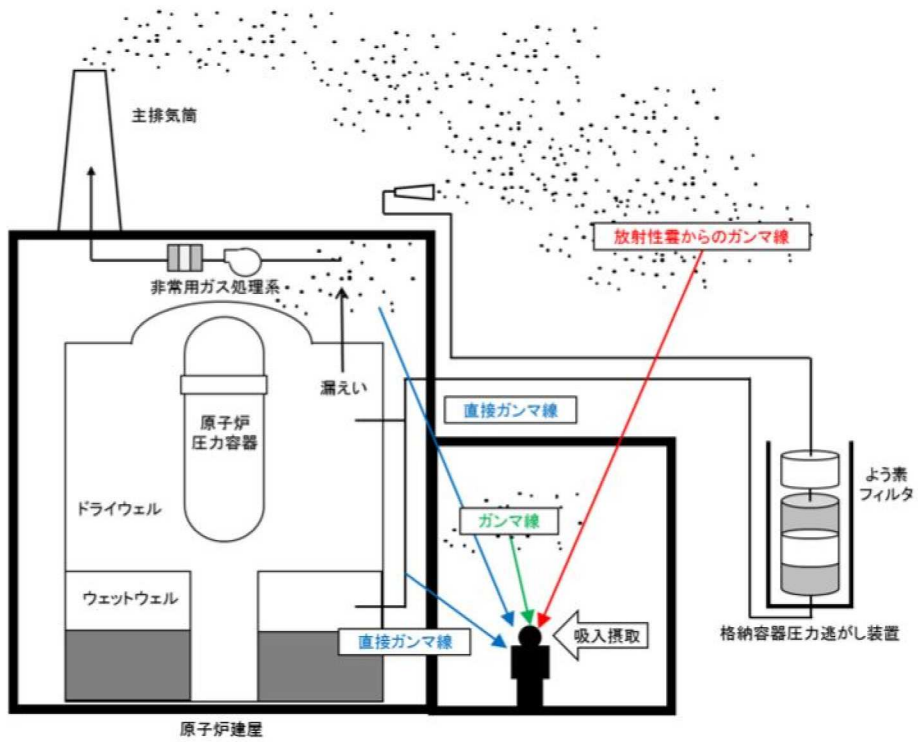 主排気筒
放射性雲からのガンマ線
非常用ガス処理系
漏えい
直接ガンマ線
原子炉
圧力容器
よう素
フィルタ
ドライウェル
ガンマ線
ウェットウェル
吸入摂取
直接ガンマ線
格納容器圧力逃がし装置
原子炉建屋